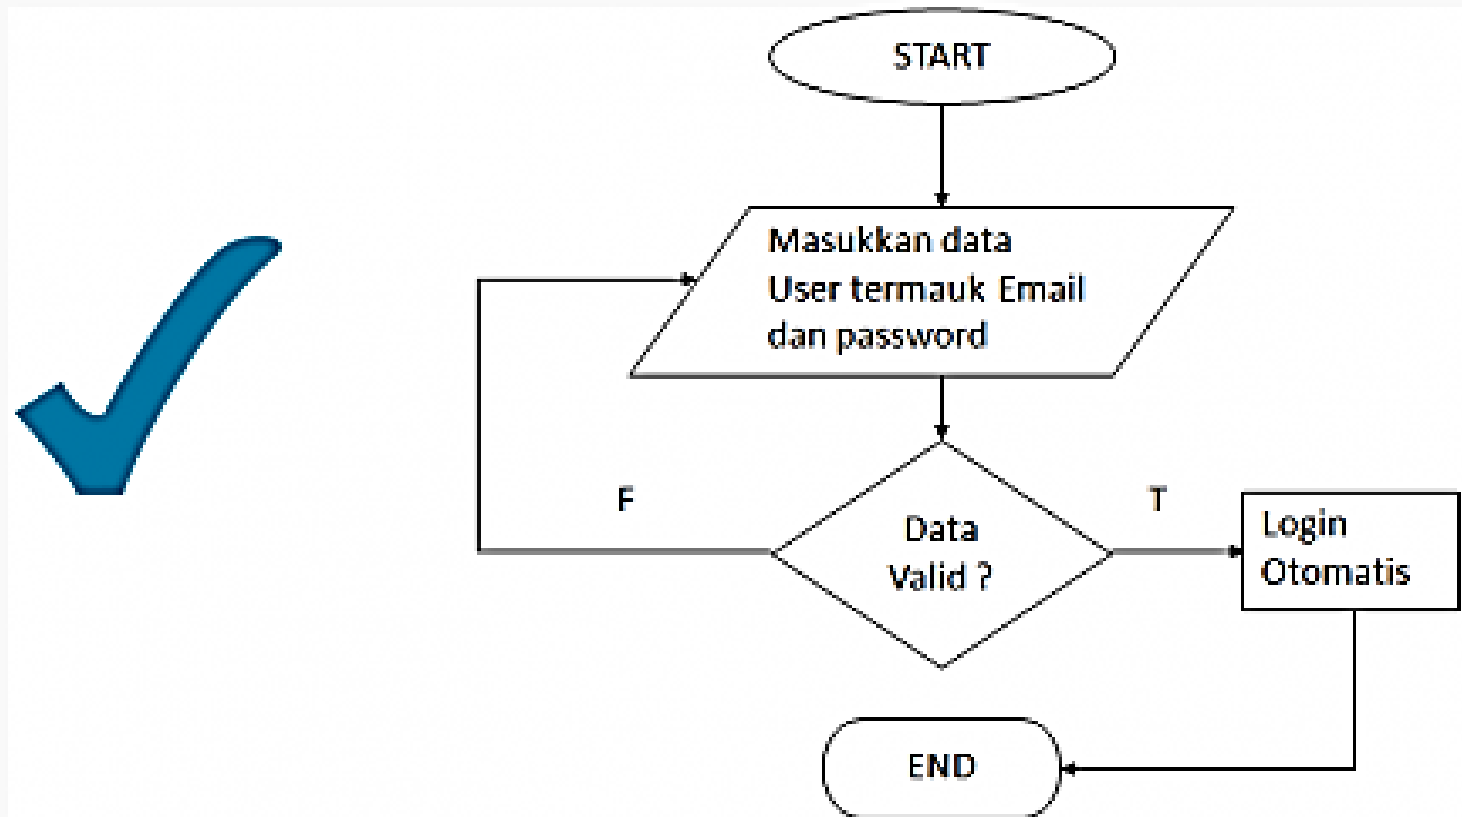 START
Masukkan data
User termauk Email
dan password
F
T
Data
Valid ?
Login
Otomatis
END